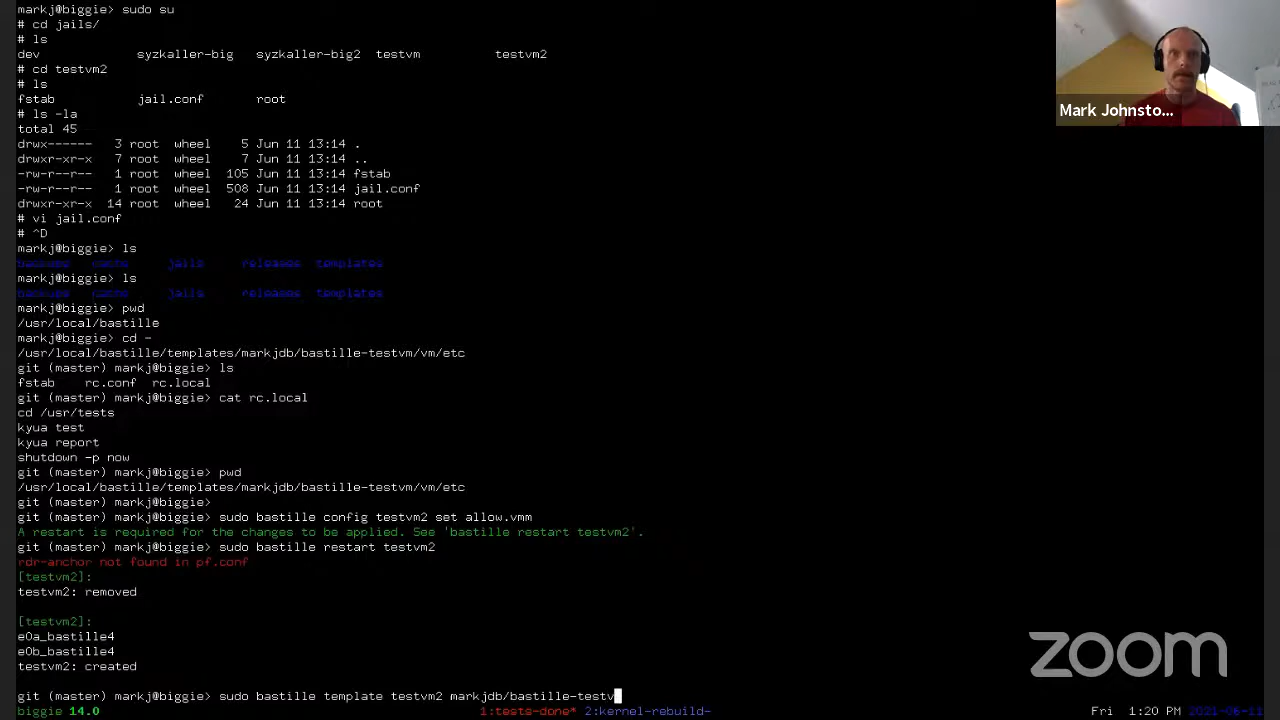 markj@biggie> sudo su
# cd jails/
# ls
dev syzkaller-big syzkaller-big2 testvm testvm2
# cd testvm2
# ls
fstab jail.conf root
# ls -la
total 45
drwx------ 3 root wheel 5 Jun 11 13:14 .
drwxr-xr-x 7 root wheel 7 Jun 11 13:14 ..
-rw-r--r-- 1 root wheel 105 Jun 11 13:14 fstab
-rw-r--r-- 1 root wheel 508 Jun 11 13:14 jail.conf
drwxr-xr-x 14 root wheel 24 Jun 11 13:14 root
# vi jail.conf
# ^D
markj@biggie> ls
backups cache jails releases templates
markj@biggie> ls
backups cache jails releases templates
markj@biggie> pwd
/usr/local/bastille
markj@biggie> cd -
/usr/local/bastille/templates/markjdb/bastille-testvm/vm/etc
git (master) markj@biggie> ls
fstab rc.conf rc.local
git (master) markj@biggie> cat rc.local
cd /usr/tests
kyua test
kyua report
shutdown -p now
git (master) markj@biggie> pwd
/usr/local/bastille/templates/markjdb/bastille-testvm/vm/etc
git (master) markj@biggie>
git (master) markj@biggie> sudo bastille config testvm2 set allow.vmm
A restart is required for the changes to be applied. See 'bastille restart testvm2'.
git (master) markj@biggie> sudo bastille restart testvm2
rdr-anchor not found in pf.conf
[testvm2]:
testvm2: removed
[testvm2]:
e0a_bastille4
e0b_bastille4
testvm2: created
git (master) markj@biggie> sudo bastille template testvm2 markjdb/bastille-testv
biggie 14.0 1:tests-done* 2:kernel-rebuild- Fri 1:20 PM 2021-06-11
Mark Johnsto...
zoom